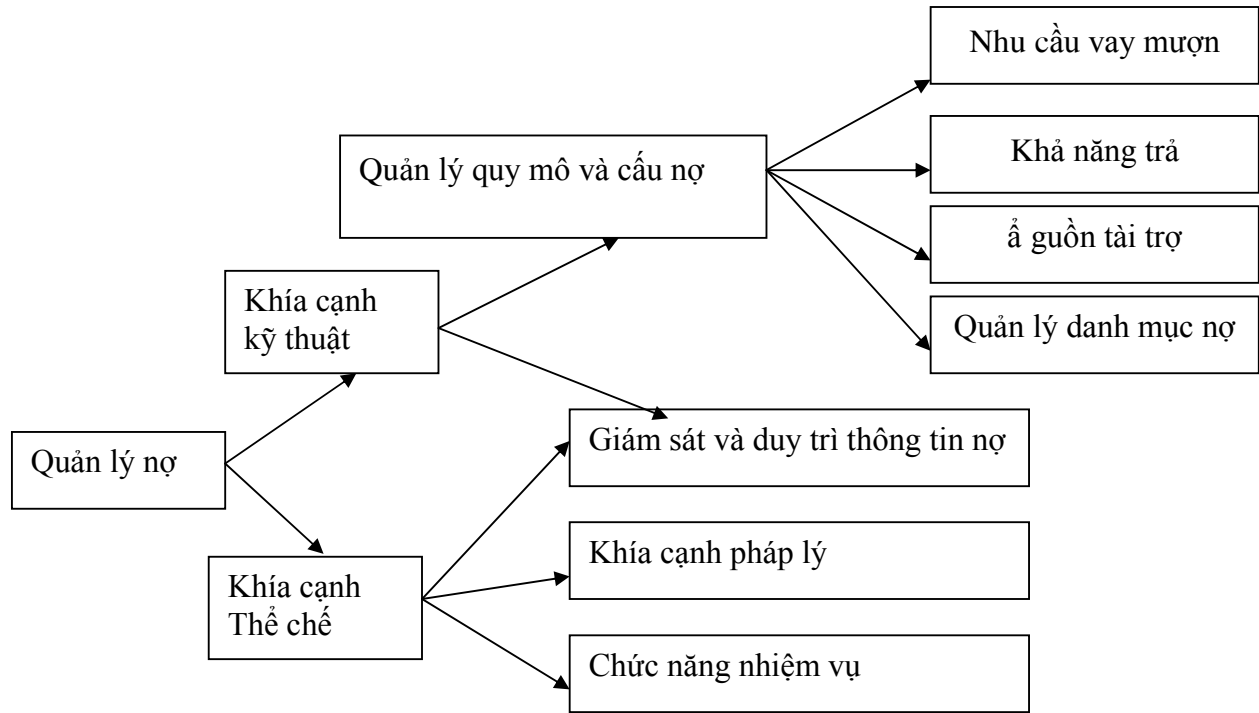 Nhu cầu vay mượn
Quản lý quy mô và cấu nợ
Khả năng trả
ẩ guồn tài trợ
Khía cạnh
kỹ thuật
Quản lý danh mục nợ
Quản lý nợ
Giám sát và duy trì thông tin nợ
Khía cạnh pháp lý
Khía cạnh
Thể chế
Chức năng nhiệm vụ